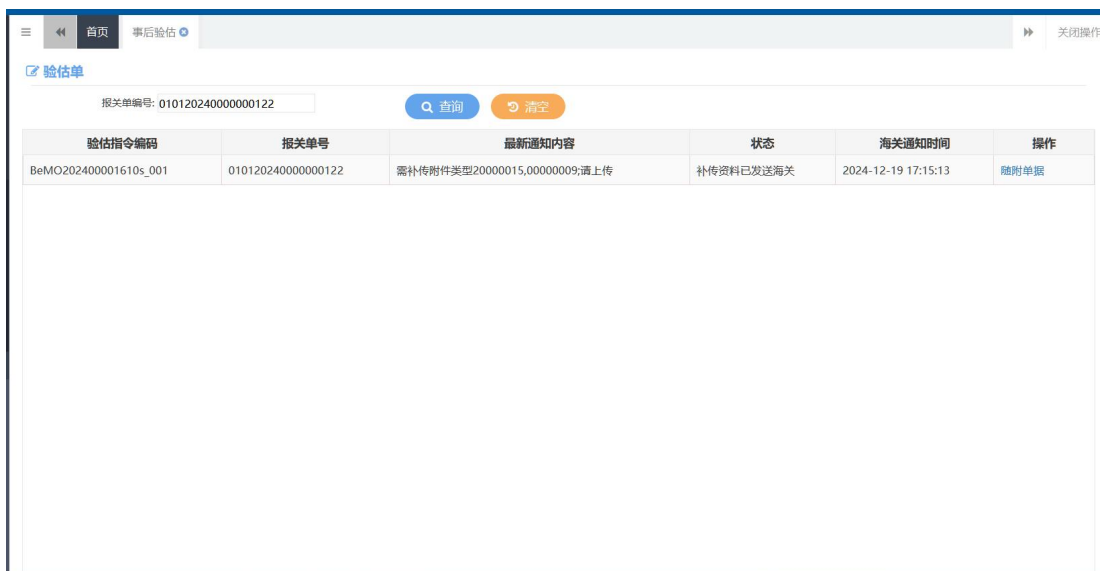 首页 事后验估 关闭操作
验估单
报关单编号: 010120240000000122 查询 清空
验估指令编码 报关单号 最新通知内容 状态 海关通知时间 操作
BeMO202400001610s_001 010120240000000122 需补传附件类型20000015,00000009;请上传 补传资料已发送海关 2024-12-19 17:15:13 随附单据